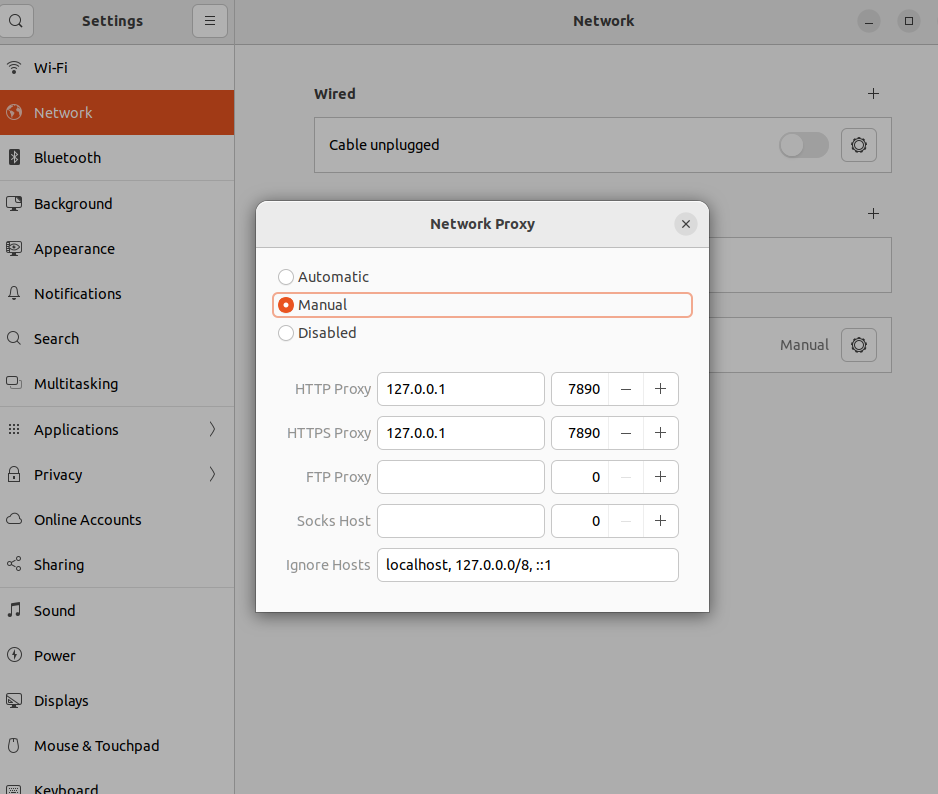 Settings
Network
Wi-Fi
Network
Bluetooth
Background
Appearance
Notifications
Search
Multitasking
Applications
Privacy
Online Accounts
Sharing
Sound
Power
Displays
Mouse & Touchpad
Keyboard
Wired
Cable unplugged
Manual
Network Proxy
Automatic
Manual
Disabled
HTTP Proxy 127.0.0.1 7890
HTTPS Proxy 127.0.0.1 7890
FTP Proxy 0
Socks Host 0
Ignore Hosts localhost, 127.0.0.0/8, ::1